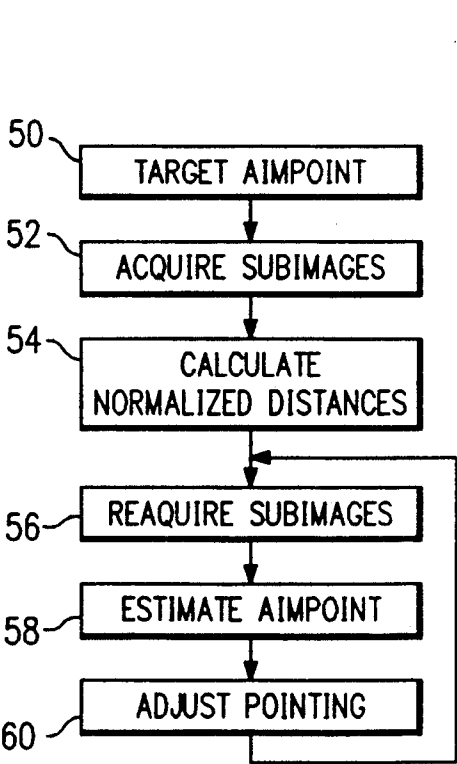 50
TARGET AIMPOINT
52
ACQUIRE SUBIMAGES
54
CALCULATE
NORMALIZED DISTANCES
56
REAQUIRE SUBIMAGES
58
ESTIMATE AIMPOINT
60
ADJUST POINTING